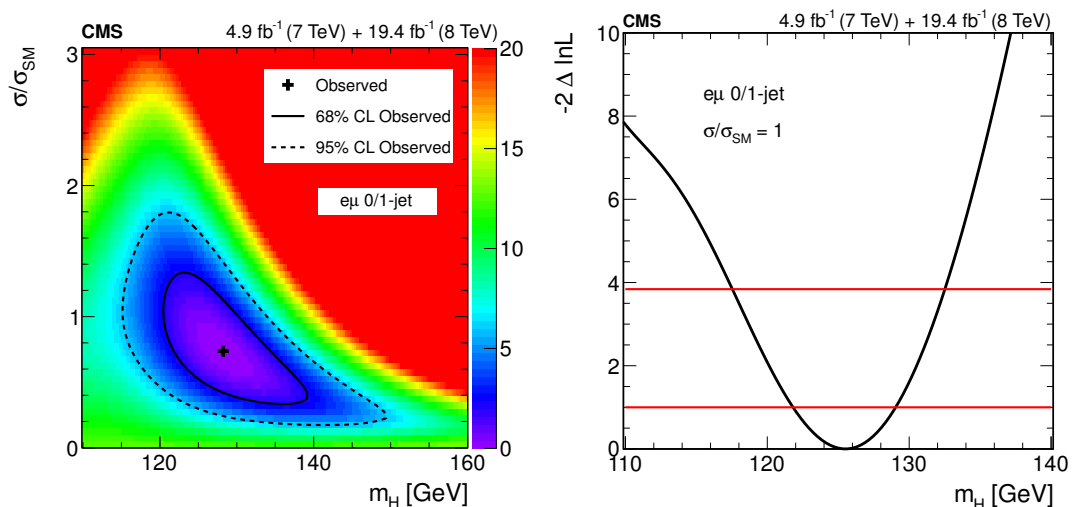 CMS 4.9 fb⁻¹ (7 TeV) + 19.4 fb⁻¹ (8 TeV)
σ/σSM
3
2
1
0
Observed
68% CL Observed
95% CL Observed
eμ 0/1-jet
20
15
10
5
0
120 140 160
mH [GeV]
CMS 4.9 fb⁻¹ (7 TeV) + 19.4 fb⁻¹ (8 TeV)
-2 Δ lnL
10
8
6
4
2
0
eμ 0/1-jet
σ/σSM = 1
110 120 130 140
mH [GeV]